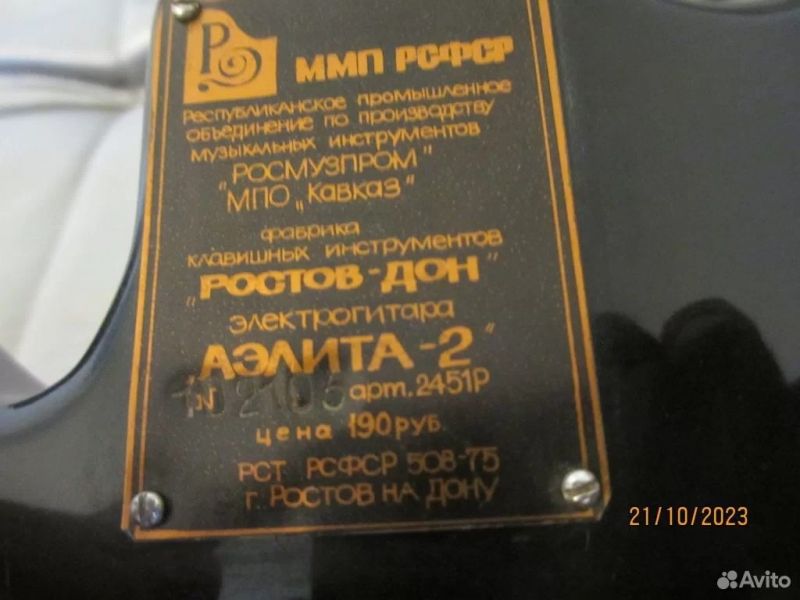 ММП РСФСР
Республиканское промышленное
объединение по производству
музыкальных инструментов
"РОСМУЗПРОМ"
МПО „Кавказ"
фабрика
клавишных инструментов
„РОСТОВ-ДОН"
электрогитара
"АЭЛИТА-2"
N 102105 арт. 2451Р
цена 190 руб.
РСТ РСФСР 508-75
г. РОСТОВ НА ДОНУ
21/10/2023
Avito